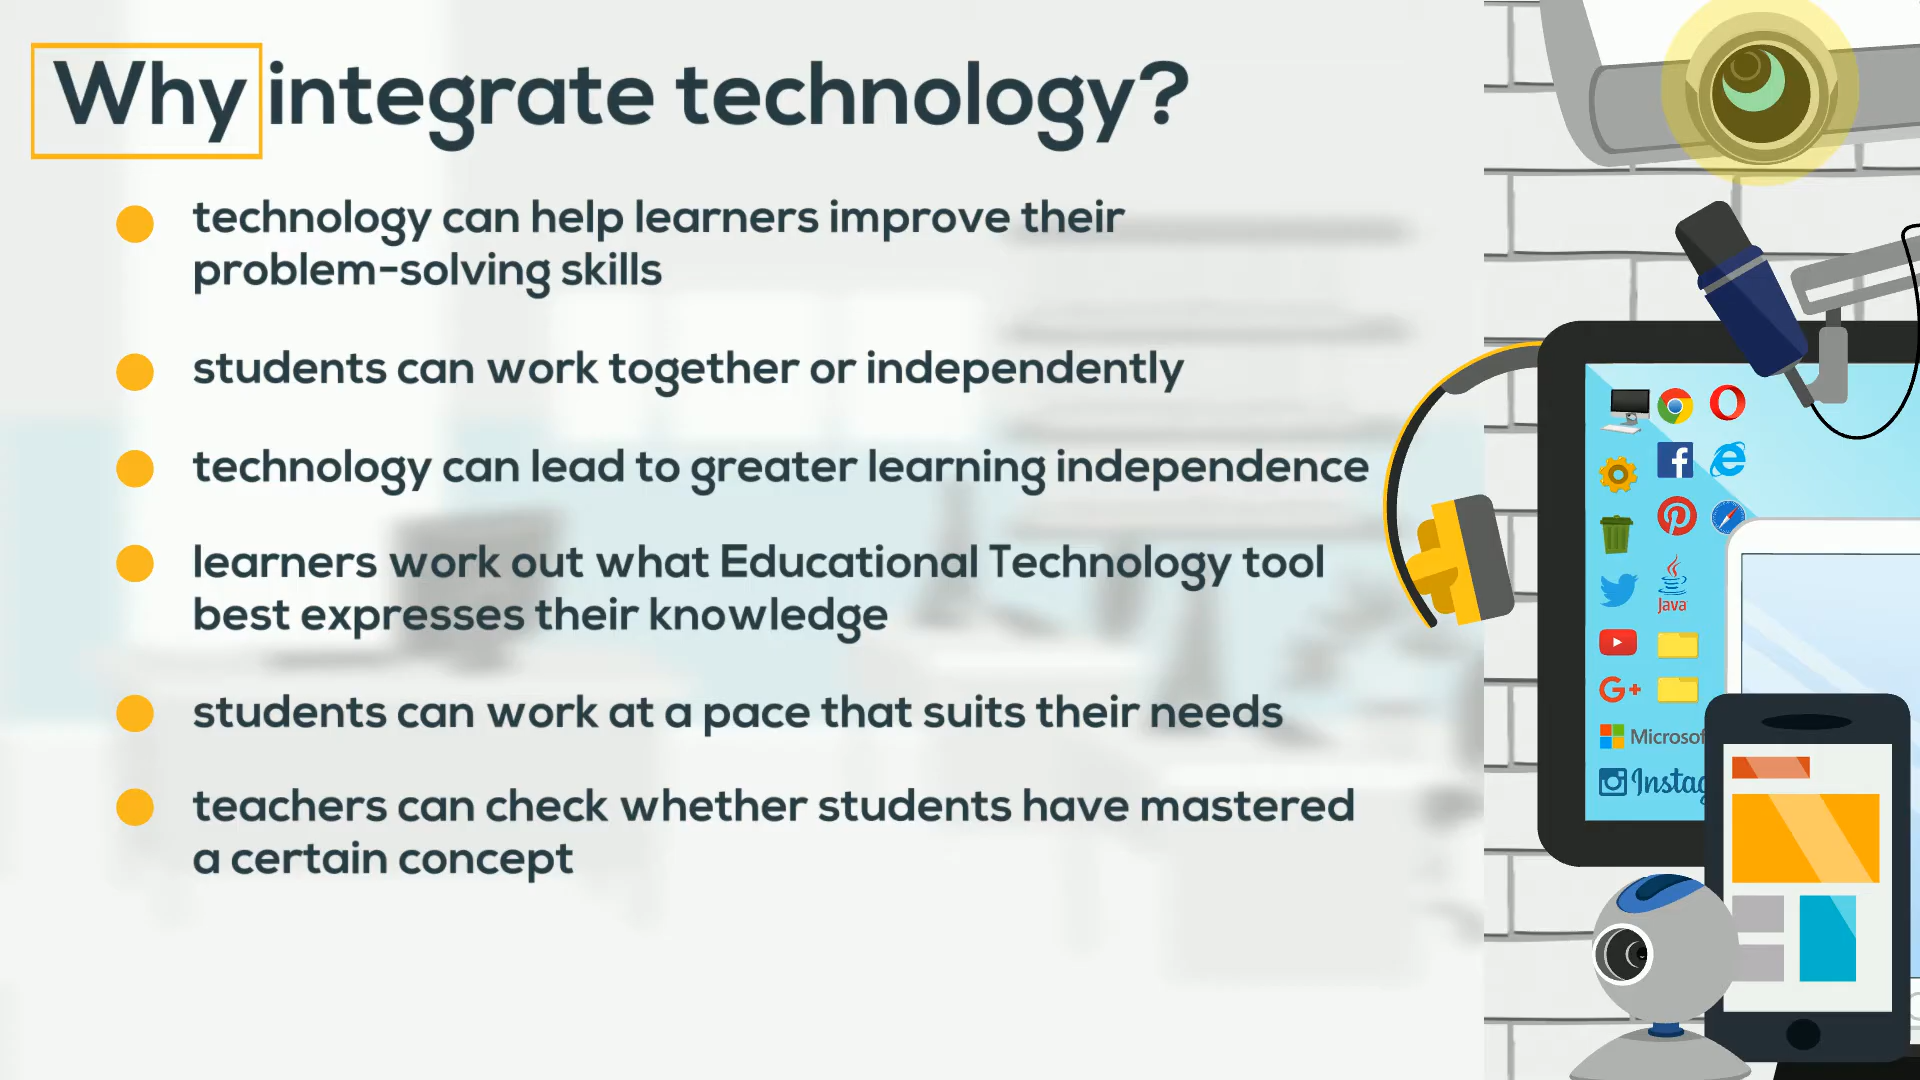 Why integrate technology?
technology can help learners improve their
problem-solving skills
students can work together or independently
technology can lead to greater learning independence
learners work out what Educational Technology tool
best expresses their knowledge
students can work at a pace that suits their needs
teachers can check whether students have mastered
a certain concept
Java
G+
Microsof
Instag